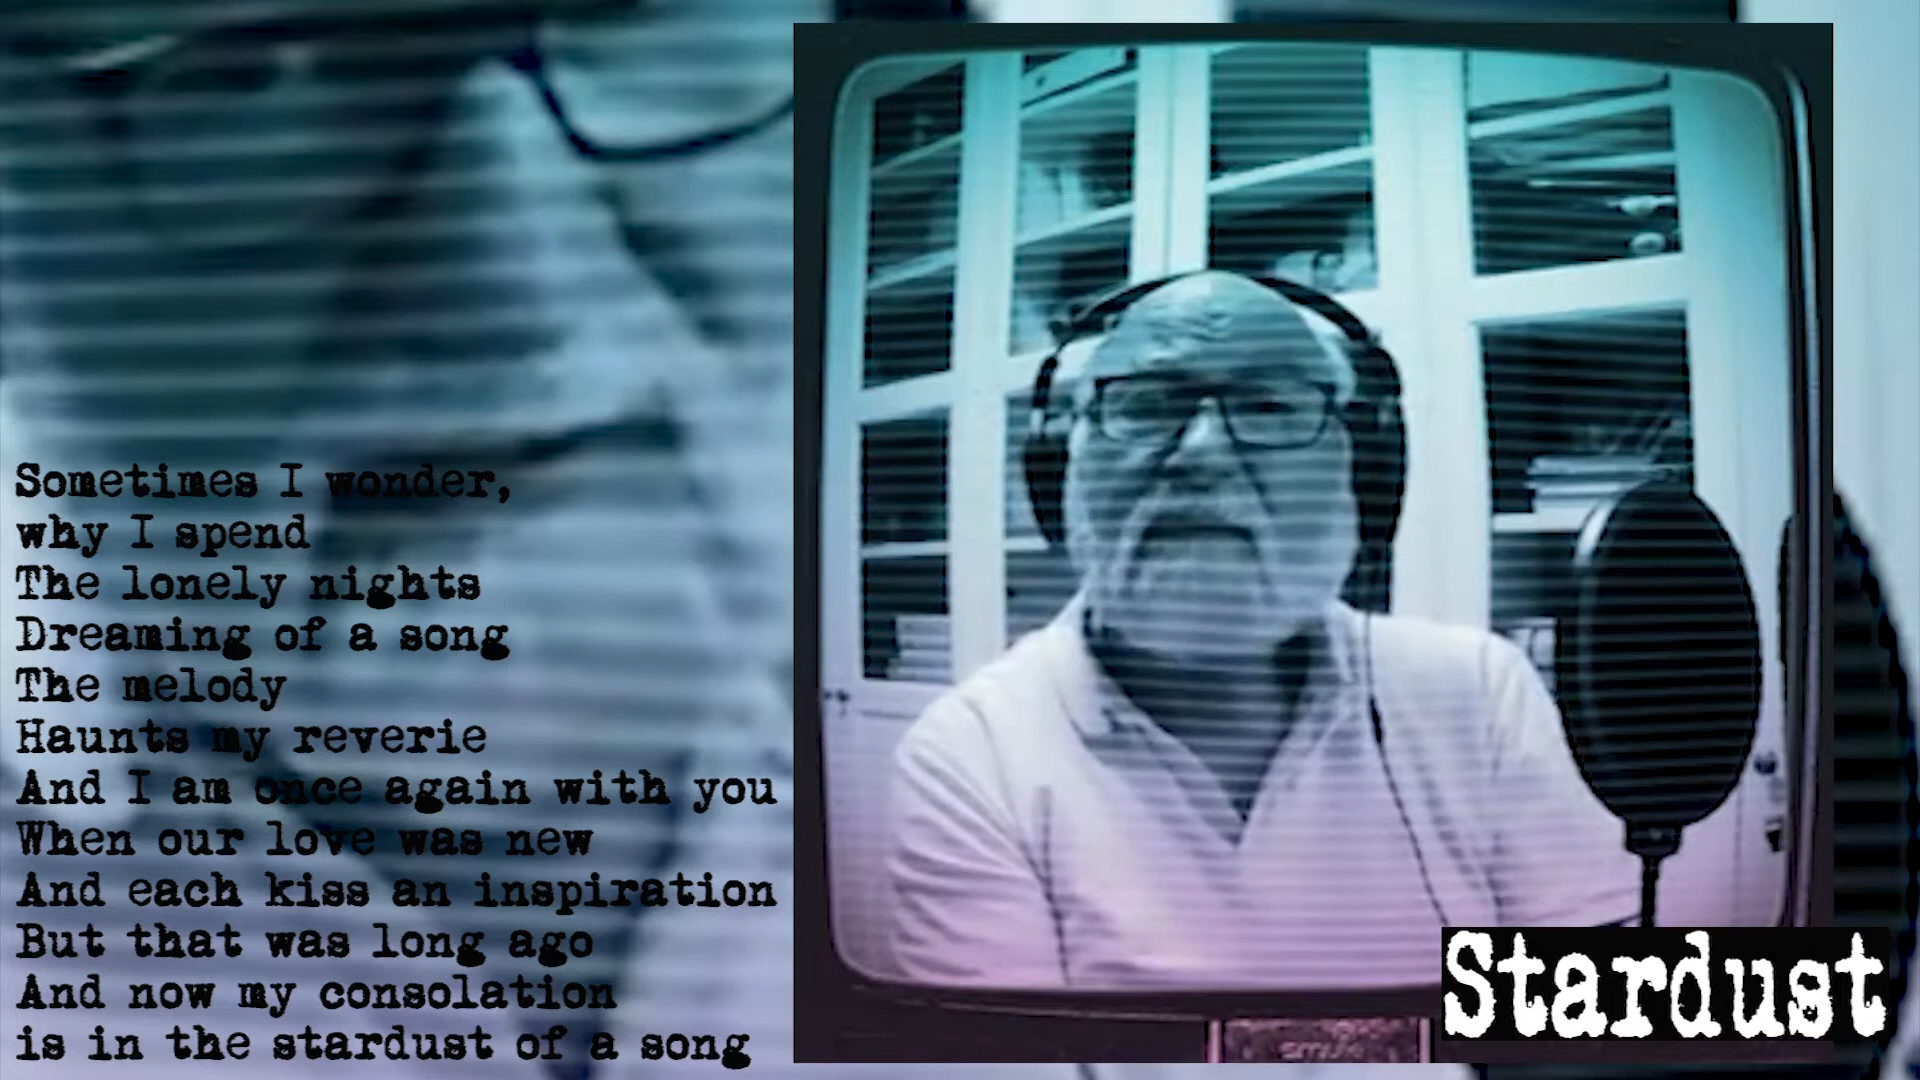 Sometimes I wonder,
why I spend
The lonely nights
Dreaming of a song
The melody
Haunts my reverie
And I am once again with you
When our love was new
And each kiss an inspiration
But that was long ago
And now my consolation
is in the stardust of a song
Stardust